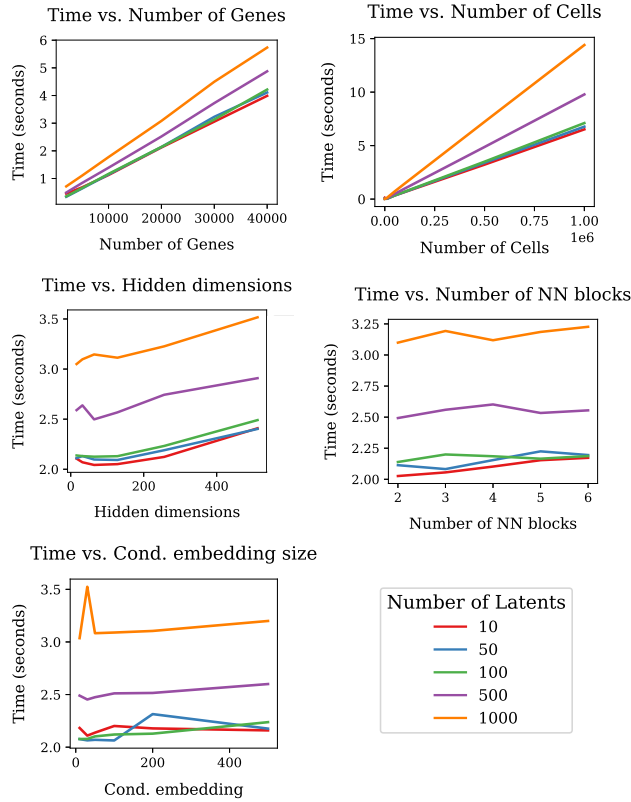 Time vs. Number of Genes
Time (seconds)
6
5
4
3
2
1
10000 20000 30000 40000
Number of Genes
Time vs. Number of Cells
Time (seconds)
15
10
5
0
0.00 0.25 0.50 0.75 1.00
1e6
Number of Cells
Time vs. Hidden dimensions
Time (seconds)
3.5
3.0
2.5
2.0
0 200 400
Hidden dimensions
Time vs. Number of NN blocks
Time (seconds)
3.25
3.00
2.75
2.50
2.25
2.00
2 3 4 5 6
Number of NN blocks
Time vs. Cond. embedding size
Time (seconds)
3.5
3.0
2.5
2.0
0 200 400
Cond. embedding
Number of Latents
10
50
100
500
1000